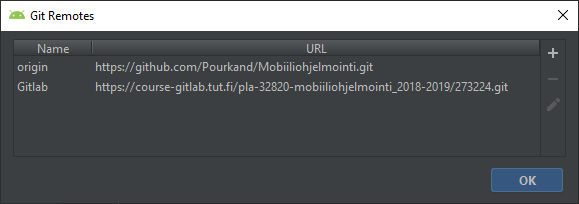 Git Remotes
Name URL
origin https://github.com/Pourkand/Mobiiliohjelmointi.git
Gitlab https://course-gitlab.tut.fi/pla-32820-mobiiliohjelmointi_2018-2019/273224.git
OK